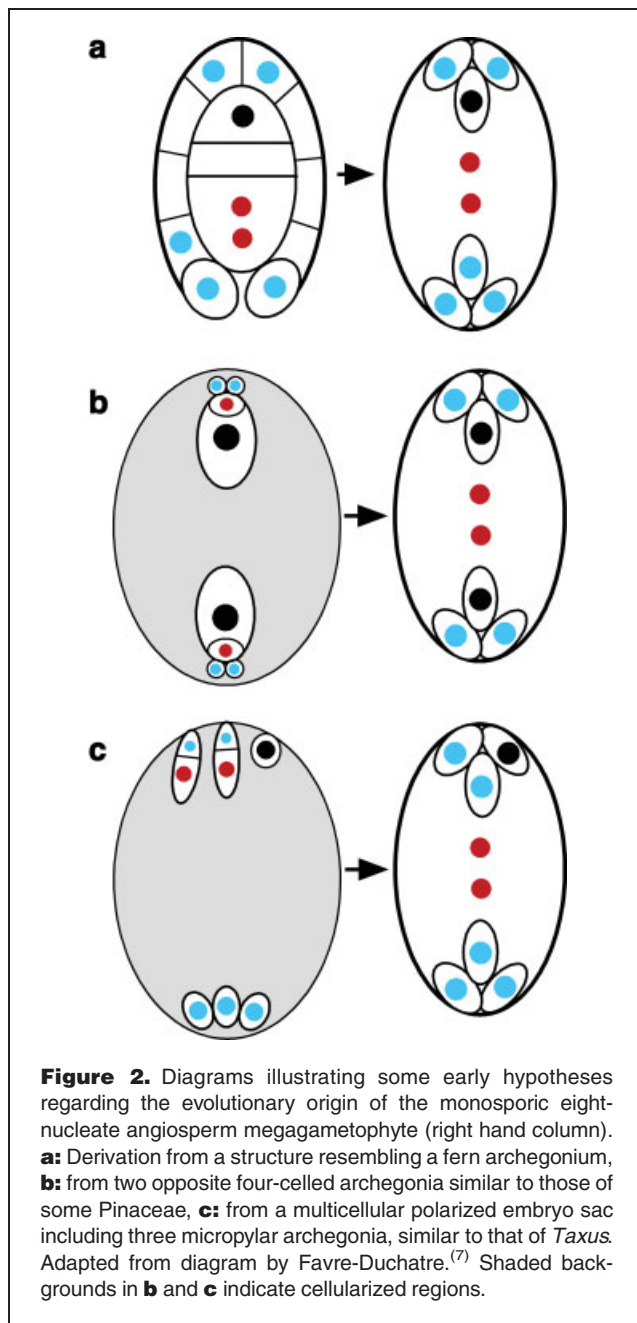 a
b
c
Figure 2. Diagrams illustrating some early hypotheses
regarding the evolutionary origin of the monosporic eight-
nucleate angiosperm megagametophyte (right hand column).
a: Derivation from a structure resembling a fern archegonium,
b: from two opposite four-celled archegonia similar to those of
some Pinaceae, c: from a multicellular polarized embryo sac
including three micropylar archegonia, similar to that of Taxus.
Adapted from diagram by Favre-Duchatre.(7) Shaded back-
grounds in b and c indicate cellularized regions.